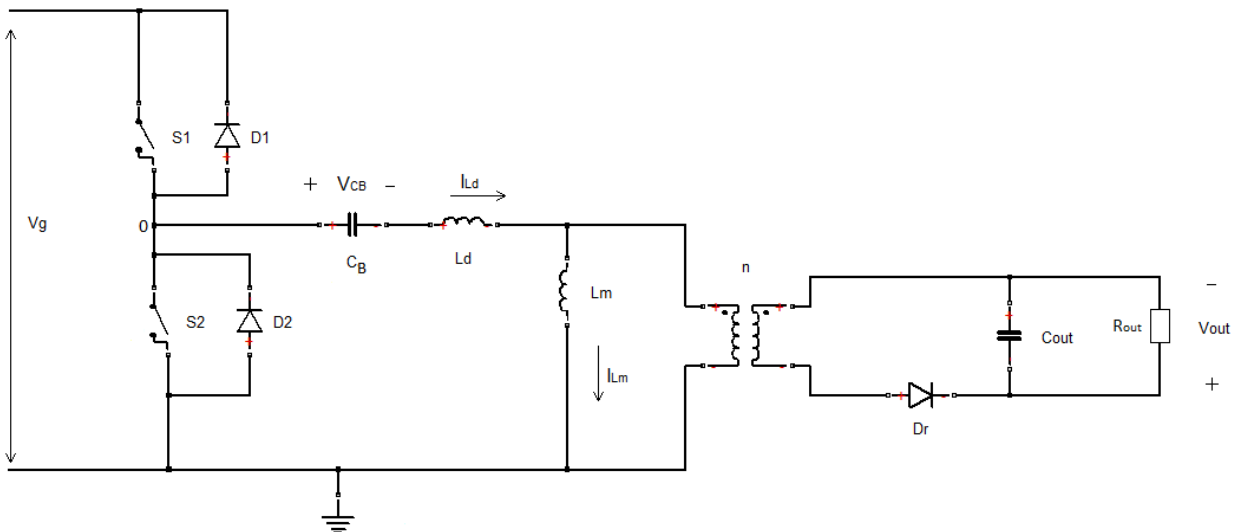 S1
D1
+ VCB -
ILd
Vg
0
CB
Ld
n
Lm
S2
D2
-
Cout
Rout
Vout
ILm
+
Dr